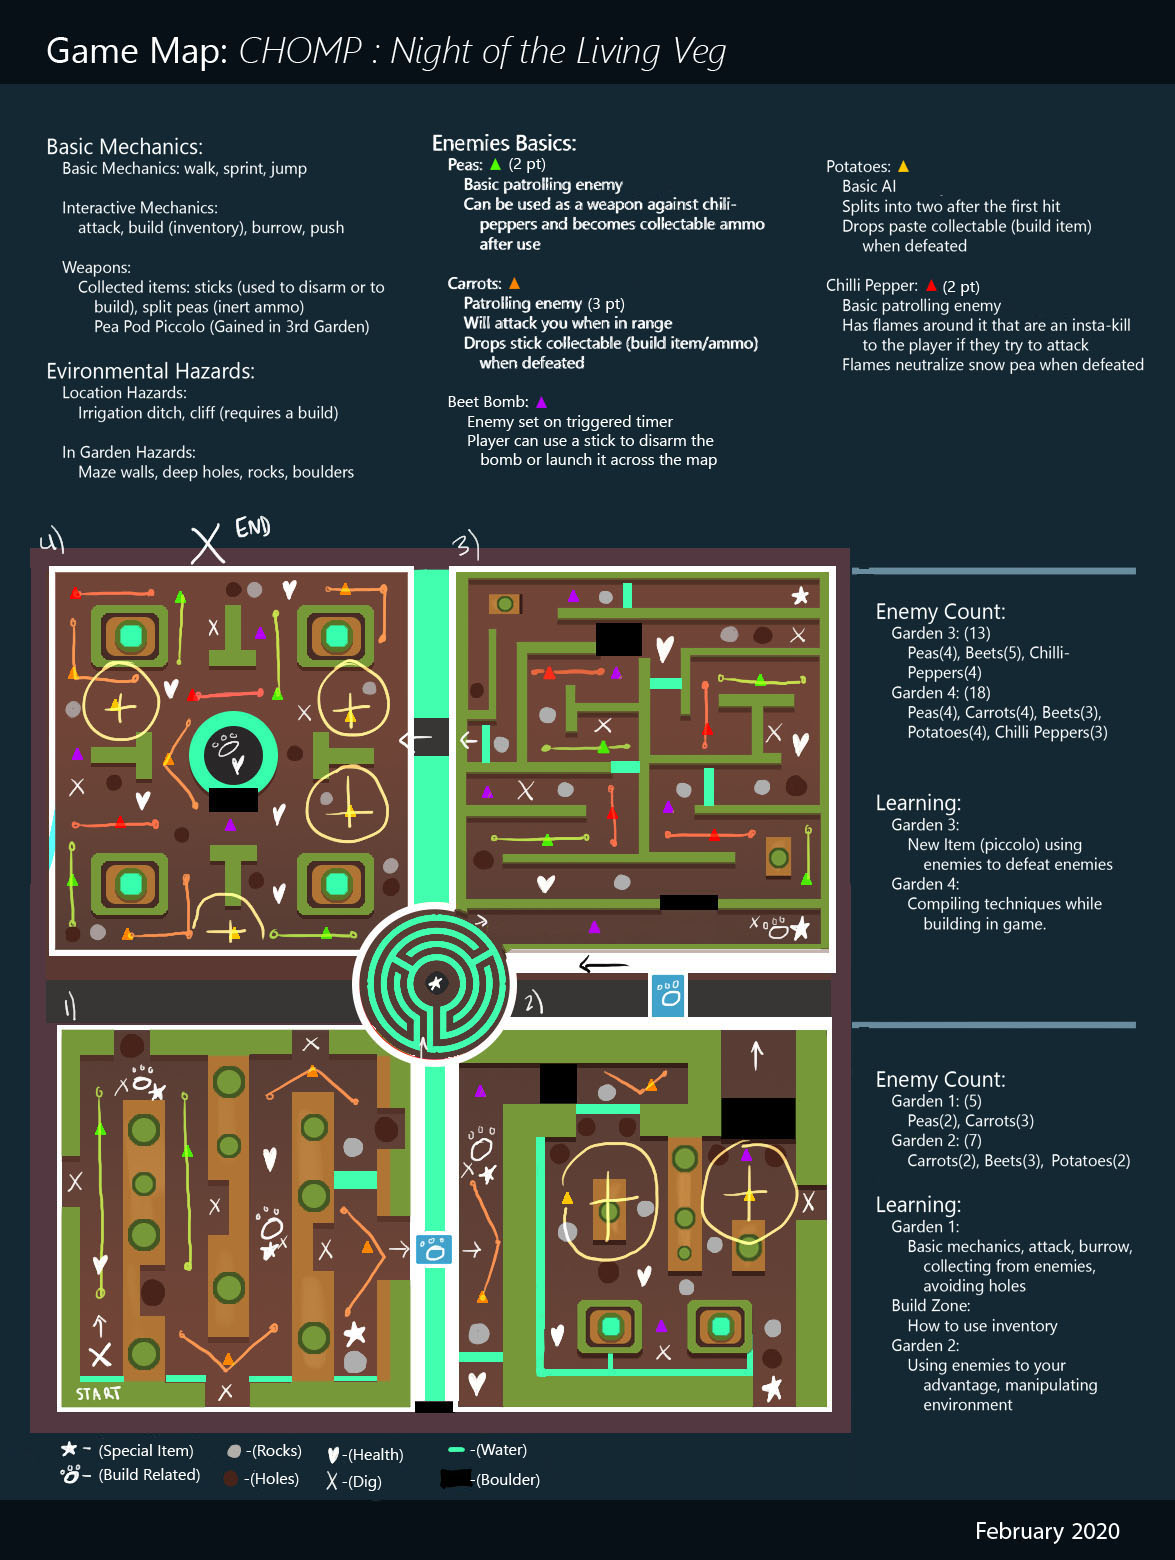 Game Map: CHOMP : Night of the Living Veg
Basic Mechanics:
Basic Mechanics: walk, sprint, jump
Interactive Mechanics:
attack, build (inventory), burrow, push
Weapons:
Collected items: sticks (used to disarm or to
build), split peas (inert ammo)
Pea Pod Piccolo (Gained in 3rd Garden)
Evironmental Hazards:
Location Hazards:
Irrigation ditch, cliff (requires a build)
In Garden Hazards:
Maze walls, deep holes, rocks, boulders
Enemies Basics:
Peas: (2 pt)
Basic patrolling enemy
Can be used as a weapon against chili-
peppers and becomes collectable ammo
after use
Carrots:
Patrolling enemy (3 pt)
Will attack you when in range
Drops stick collectable (build item/ammo)
when defeated
Beet Bomb:
Enemy set on triggered timer
Player can use a stick to disarm the
bomb or launch it across the map
Potatoes:
Basic AI
Splits into two after the first hit
Drops paste collectable (build item)
when defeated
Chilli Pepper: (2 pt)
Basic patrolling enemy
Has flames around it that are an insta-kill
to the player if they try to attack
Flames neutralize snow pea when defeated
4)
X END
3)
1)
2)
START
Enemy Count:
Garden 3: (13)
Peas(4), Beets(5), Chilli-
Peppers(4)
Garden 4: (18)
Peas(4), Carrots(4), Beets(3),
Potatoes(4), Chili Peppers(3)
Learning:
Garden 3:
New Item (piccolo) using
enemies to defeat enemies
Garden 4:
Compiling techniques while
building in game.
Enemy Count:
Garden 1: (5)
Peas(2), Carrots(3)
Garden 2: (7)
Carrots(2), Beets(3), Potatoes(2)
Learning:
Garden 1:
Basic mechanics, attack, burrow,
collecting from enemies,
avoiding holes
Build Zone:
How to use inventory
Garden 2:
Using enemies to your
advantage, manipulating
environment
- (Special Item)
-(Rocks)
-(Health)
-(Water)
- (Build Related)
-(Holes)
X -(Dig)
-(Boulder)
February 2020